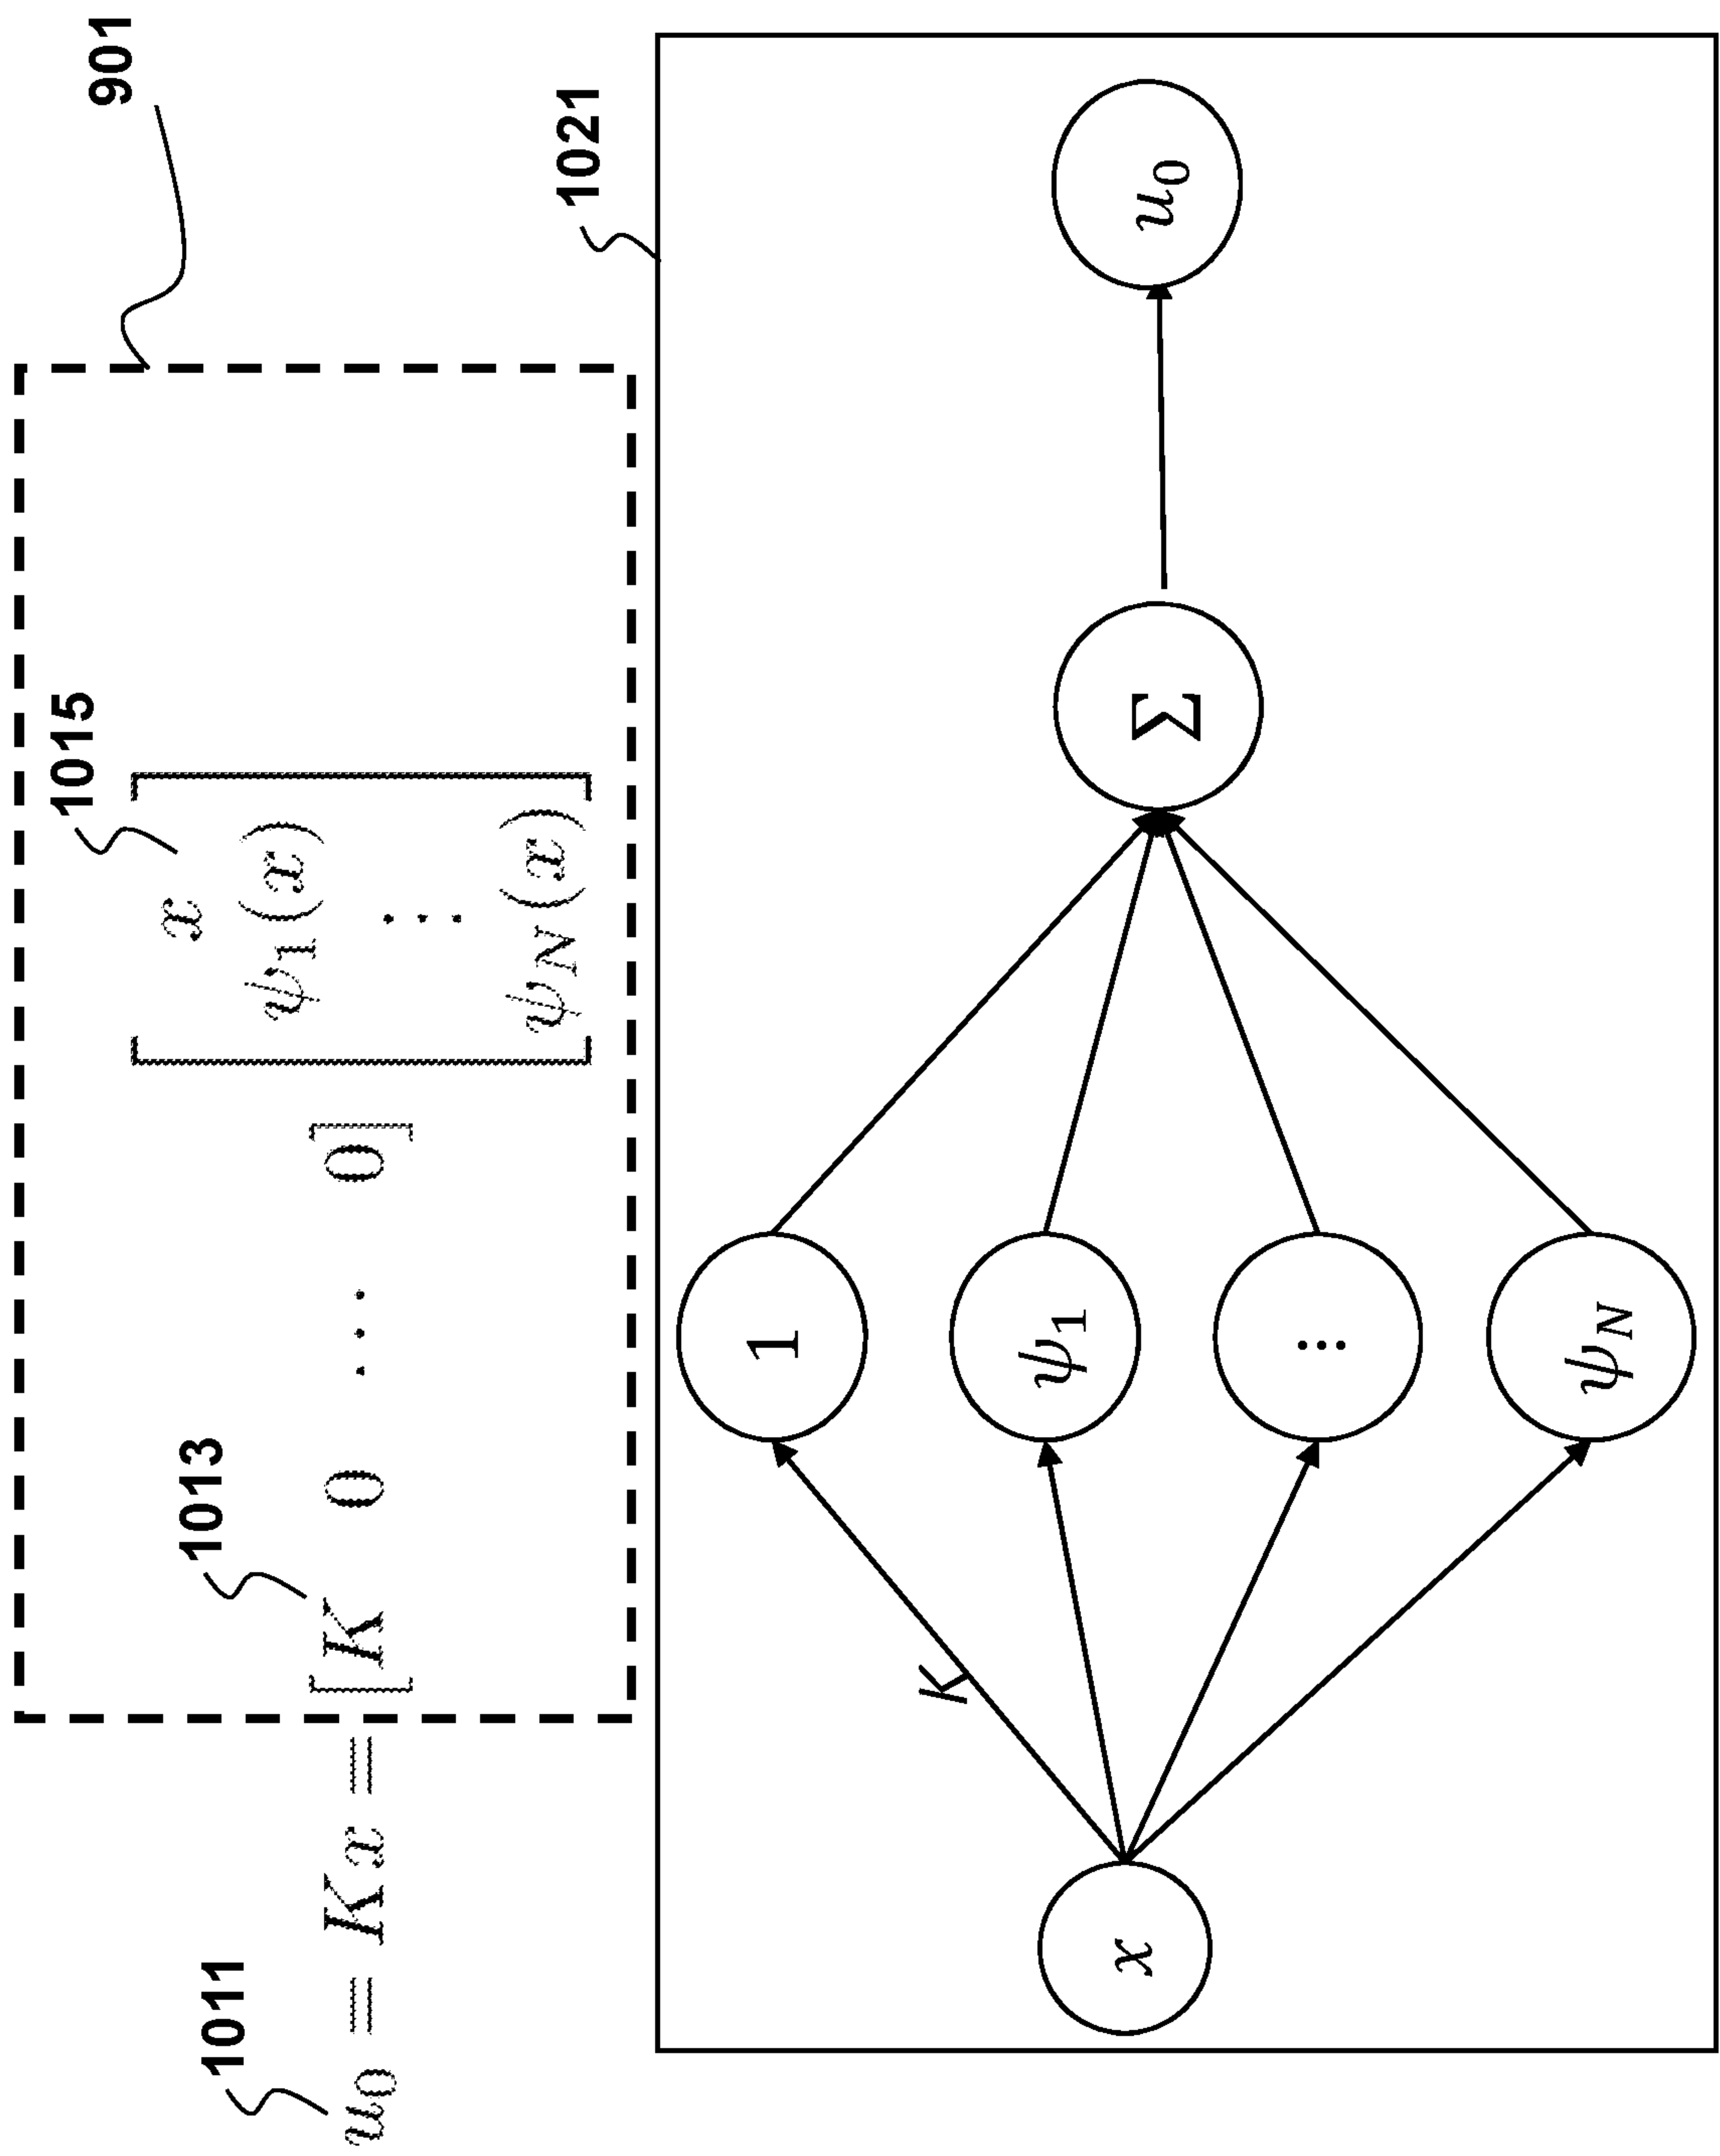 901
1015
1013
1011
u₀ = Kx = [K 0 ⋯ 0] [x
ψ₁(x)
⋮
ψ_N(x)]
1021
K
1
x
ψ₁
Σ
u₀
⋮
ψ_N